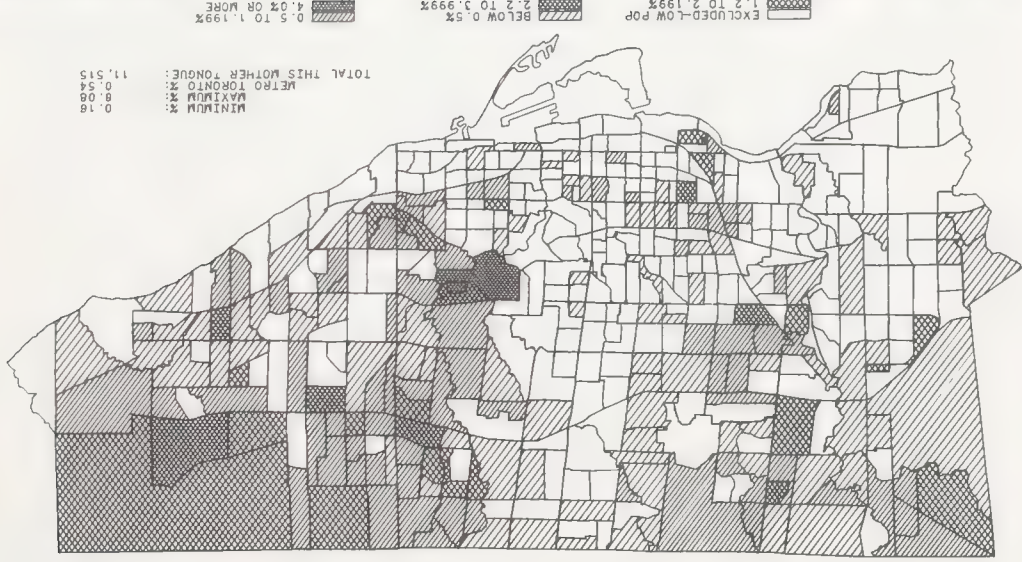 MINIMUM %: 0.16
MAXIMUM %: 8.08
METRO TORONTO %: 0.54
TOTAL THIS MOTHER TONGUE: 11,515
EXCLUDED-LOW POP BELOW 0.5% 0.5 TO 1.199%
1.2 TO 2.199% 2.2 TO 3.999% 4.0% OR MORE